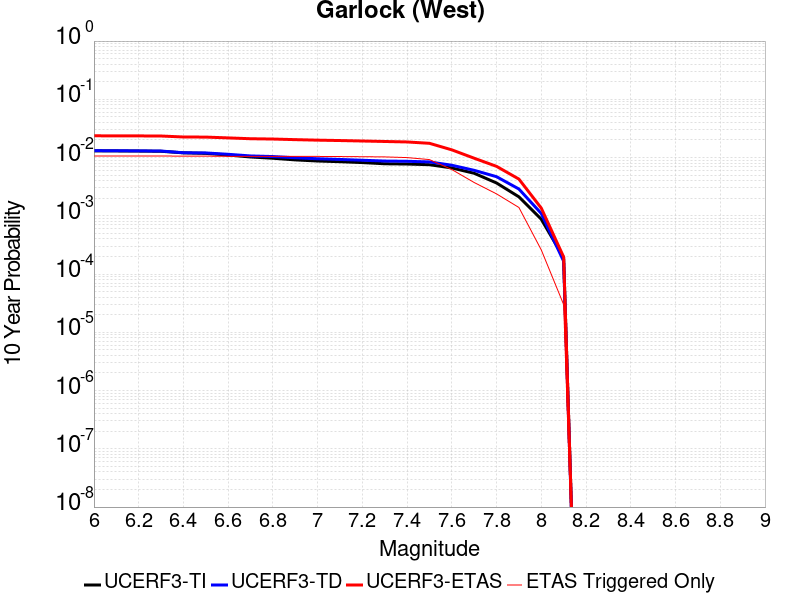 Garlock (West)
10^0
10^-1
10^-2
10^-3
10^-4
10^-5
10^-6
10^-7
10^-8
10 Year Probability
6 6.2 6.4 6.6 6.8 7 7.2 7.4 7.6 7.8 8 8.2 8.4 8.6 8.8 9
Magnitude
UCERF3-TI UCERF3-TD UCERF3-ETAS ETAS Triggered Only